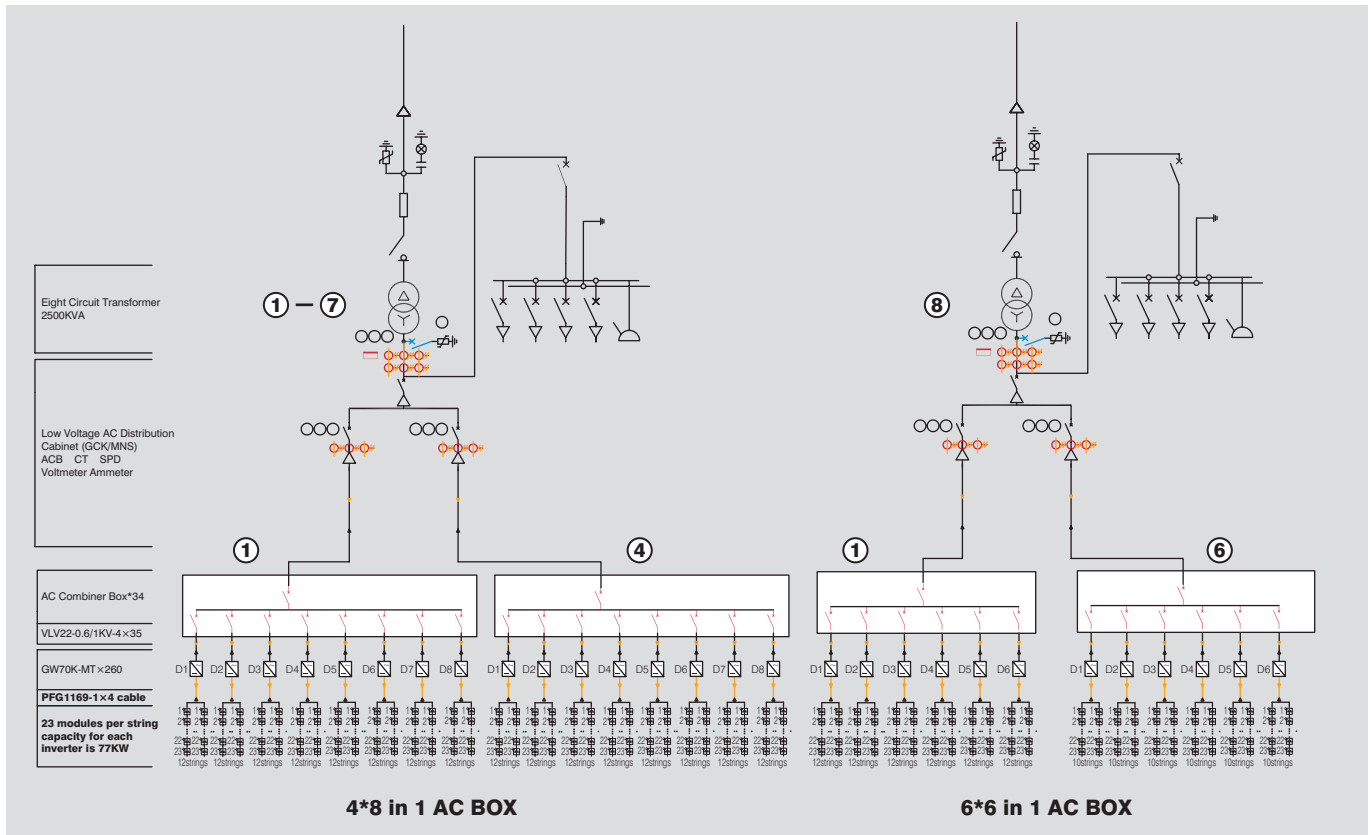 ① — ⑦
⑧
Eight Circuit Transformer
2500KVA
Low Voltage AC Distribution
Cabinet (GCK/MNS)
ACB CT SPD
Voltmeter Ammeter
① ④ ① ⑥
AC Combiner Box*34
VLV22-0.6/1KV-4×35
GW70K-MT×260
D1 D2 D3 D4 D5 D6 D7 D8 D1 D2 D3 D4 D5 D6 D7 D8 D1 D2 D3 D4 D5 D6 D1 D2 D3 D4 D5 D6
PFG1169-1×4 cable
23 modules per string
capacity for each
inverter is 77KW
12strings 12strings 12strings 12strings 12strings 12strings 12strings 12strings 12strings 12strings 12strings 12strings 12strings 12strings 12strings 12strings 12strings 12strings 12strings 12strings 12strings 12strings 10strings 10strings 10strings 10strings 10strings 10strings
4*8 in 1 AC BOX
6*6 in 1 AC BOX